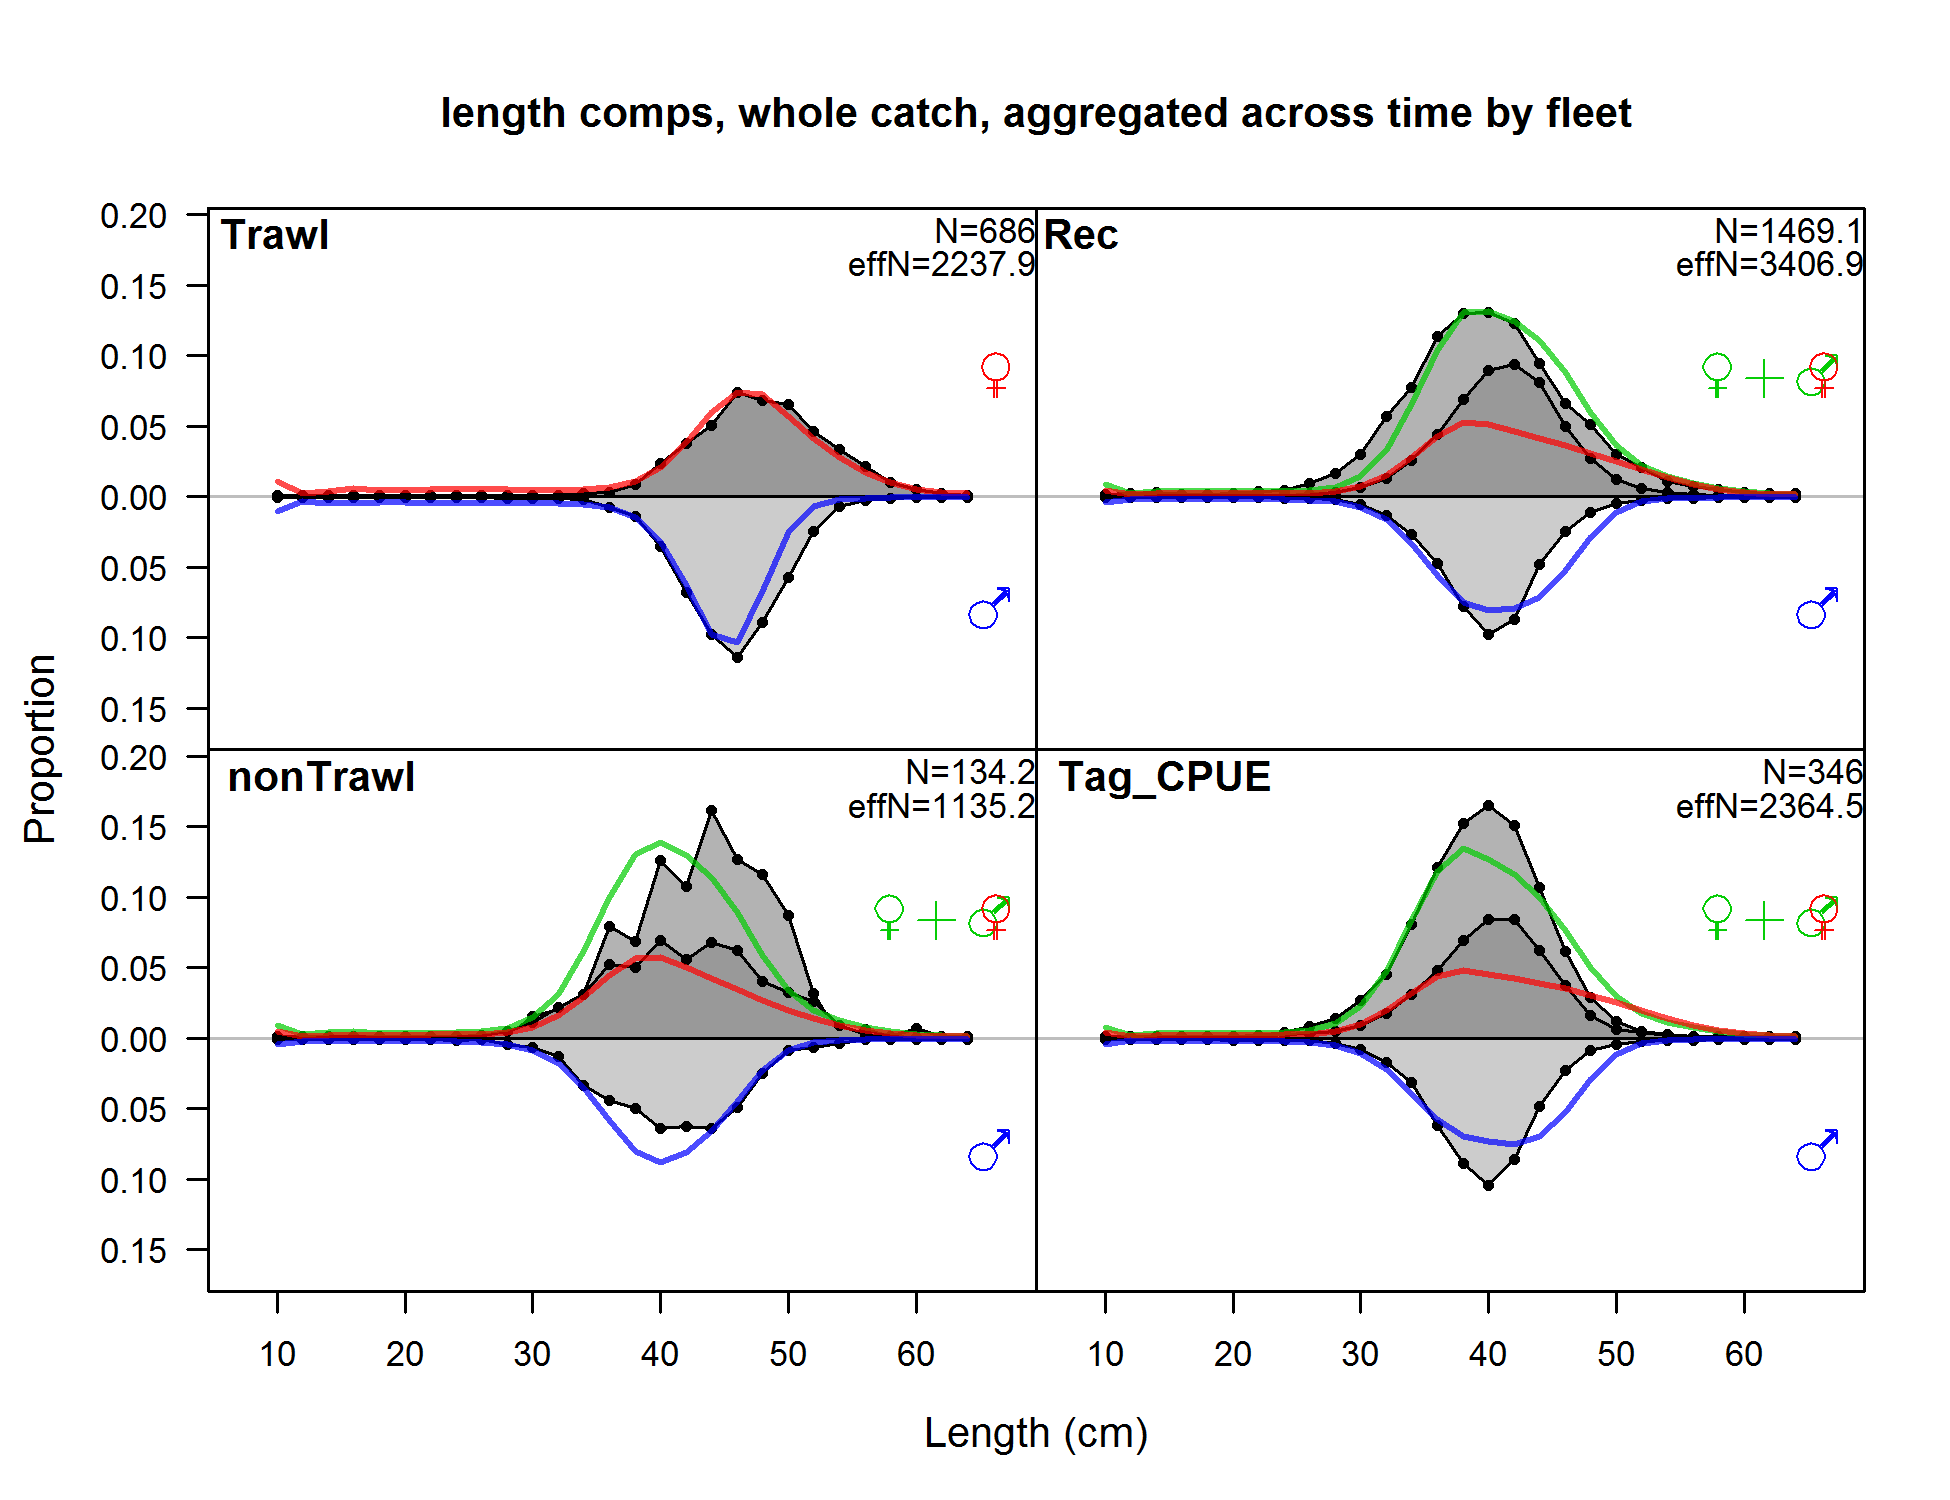 length comps, whole catch, aggregated across time by fleet
Proportion
0.20
0.15
0.10
0.05
0.00
0.05
0.10
0.15
Trawl
N=686
effN=2237.9
♀
♂
Rec
N=1469.1
effN=3406.9
♀ + ♂
♀
♂
0.20
0.15
0.10
0.05
0.00
0.05
0.10
0.15
nonTrawl
N=134.2
effN=1135.2
♀ + ♂
♀
♂
Tag_CPUE
N=346
effN=2364.5
♀ + ♂
♀
♂
10 20 30 40 50 60
10 20 30 40 50 60
Length (cm)